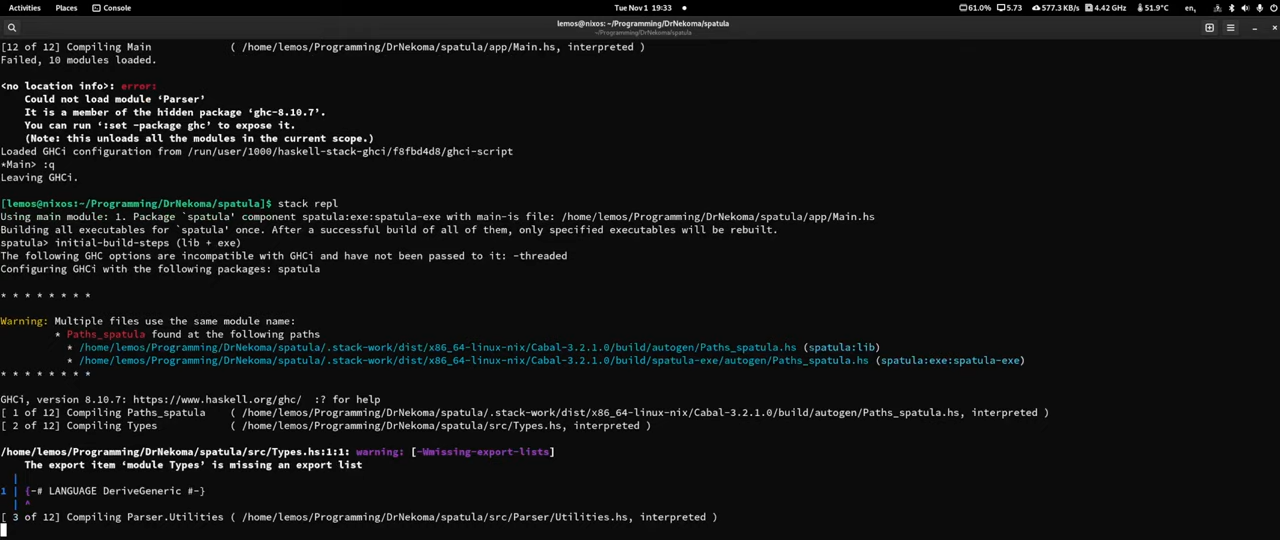 Activities Places Console Tue Nov 1 19:33 61.0% 5.73 577.3 KB/s 4.42 GHz 51.9°C en₁
lemos@nixos: ~/Programming/DrNekoma/spatula
~/Programming/DrNekoma/spatula
[12 of 12] Compiling Main ( /home/lemos/Programming/DrNekoma/spatula/app/Main.hs, interpreted )
Failed, 10 modules loaded.
<no location info>: error:
Could not load module ‘Parser’
It is a member of the hidden package ‘ghc-8.10.7’.
You can run ‘:set -package ghc’ to expose it.
(Note: this unloads all the modules in the current scope.)
Loaded GHCi configuration from /run/user/1000/haskell-stack-ghci/f8fbd4d8/ghci-script
*Main> :q
Leaving GHCi.
[lemos@nixos:~/Programming/DrNekoma/spatula]$ stack repl
Using main module: 1. Package `spatula' component spatula:exe:spatula-exe with main-is file: /home/lemos/Programming/DrNekoma/spatula/app/Main.hs
Building all executables for `spatula' once. After a successful build of all of them, only specified executables will be rebuilt.
spatula> initial-build-steps (lib + exe)
The following GHC options are incompatible with GHCi and have not been passed to it: -threaded
Configuring GHCi with the following packages: spatula
* * * * * * * *
Warning: Multiple files use the same module name:
* Paths_spatula found at the following paths
* /home/lemos/Programming/DrNekoma/spatula/.stack-work/dist/x86_64-linux-nix/Cabal-3.2.1.0/build/autogen/Paths_spatula.hs (spatula:lib)
* /home/lemos/Programming/DrNekoma/spatula/.stack-work/dist/x86_64-linux-nix/Cabal-3.2.1.0/build/spatula-exe/autogen/Paths_spatula.hs (spatula:exe:spatula-exe)
* * * * * * * *
GHCi, version 8.10.7: https://www.haskell.org/ghc/ :? for help
[ 1 of 12] Compiling Paths_spatula ( /home/lemos/Programming/DrNekoma/spatula/.stack-work/dist/x86_64-linux-nix/Cabal-3.2.1.0/build/autogen/Paths_spatula.hs, interpreted )
[ 2 of 12] Compiling Types ( /home/lemos/Programming/DrNekoma/spatula/src/Types.hs, interpreted )
/home/lemos/Programming/DrNekoma/spatula/src/Types.hs:1:1: warning: [-Wmissing-export-lists]
The export item ‘module Types’ is missing an export list
|
1 | {-# LANGUAGE DeriveGeneric #-}
| ^
[ 3 of 12] Compiling Parser.Utilities ( /home/lemos/Programming/DrNekoma/spatula/src/Parser/Utilities.hs, interpreted )